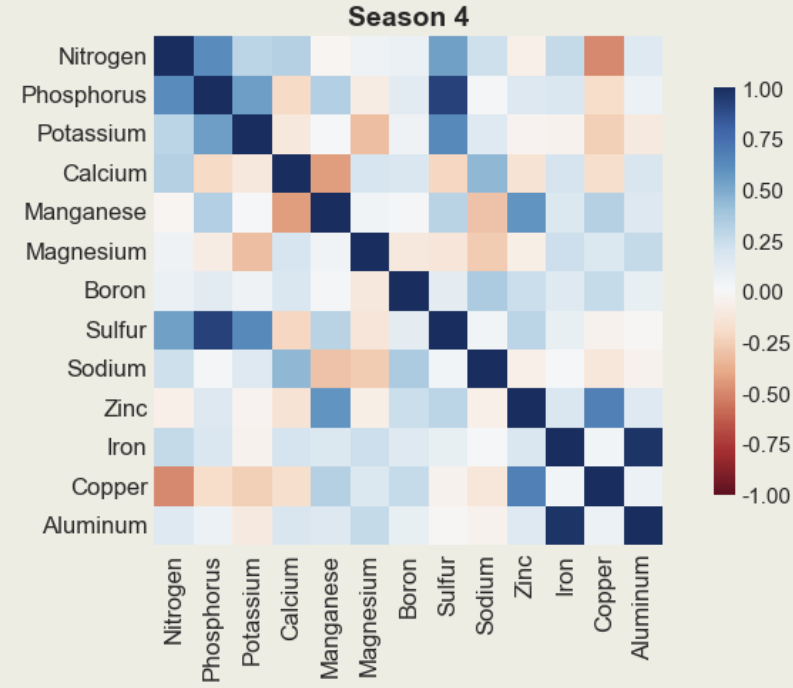 Season 4
Nitrogen
Phosphorus
Potassium
Calcium
Manganese
Magnesium
Boron
Sulfur
Sodium
Zinc
Iron
Copper
Aluminum
1.00
0.75
0.50
0.25
0.00
-0.25
-0.50
-0.75
-1.00
Nitrogen
Phosphorus
Potassium
Calcium
Manganese
Magnesium
Boron
Sulfur
Sodium
Zinc
Iron
Copper
Aluminum